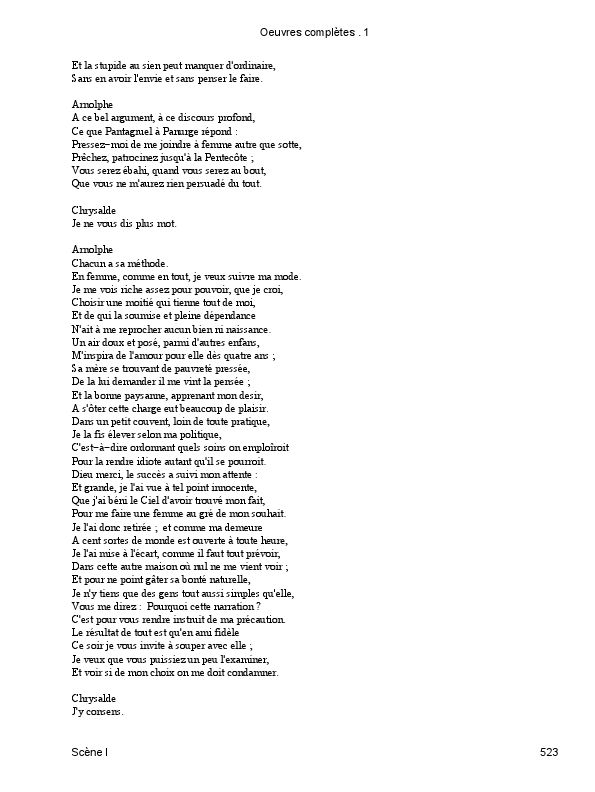 Oeuvres complètes . 1
Et la stupide au sien peut manquer d'ordinaire,
Sans en avoir l'envie et sans penser le faire.
Arnolphe
A ce bel argument, à ce discours profond,
Ce que Pantagruel à Panurge répond :
Pressez-moi de me joindre à femme autre que sotte,
Prêchez, patrocinez jusqu'à la Pentecôte ;
Vous serez ébahi, quand vous serez au bout,
Que vous ne m'aurez rien persuadé du tout.
Chrysalde
Je ne vous dis plus mot.
Arnolphe
Chacun a sa méthode.
En femme, comme en tout, je veux suivre ma mode.
Je me vois riche assez pour pouvoir, que je croi,
Choisir une moitié qui tienne tout de moi,
Et de qui la soumise et pleine dépendance
N'ait à me reprocher aucun bien ni naissance.
Un air doux et posé, parmi d'autres enfans,
M'inspira de l'amour pour elle dès quatre ans ;
Sa mère se trouvant de pauvreté pressée,
De la lui demander il me vint la pensée ;
Et la bonne paysanne, apprenant mon desir,
A s'ôter cette charge eut beaucoup de plaisir.
Dans un petit couvent, loin de toute pratique,
Je la fis élever selon ma politique,
C'est-à-dire ordonnant quels soins on emploîroit
Pour la rendre idiote autant qu'il se pourroit.
Dieu merci, le succès a suivi mon attente :
Et grande, je l'ai vue à tel point innocente,
Que j'ai béni le Ciel d'avoir trouvé mon fait,
Pour me faire une femme au gré de mon souhait.
Je l'ai donc retirée ; et comme ma demeure
A cent sortes de monde est ouverte à toute heure,
Je l'ai mise à l'écart, comme il faut tout prévoir,
Dans cette autre maison où nul ne me vient voir ;
Et pour ne point gâter sa bonté naturelle,
Je n'y tiens que des gens tout aussi simples qu'elle,
Vous me direz : Pourquoi cette narration ?
C'est pour vous rendre instruit de ma précaution.
Le résultat de tout est qu'en ami fidèle
Ce soir je vous invite à souper avec elle ;
Je veux que vous puissiez un peu l'examiner,
Et voir si de mon choix on me doit condamner.
Chrysalde
J'y consens.
Scène I 523